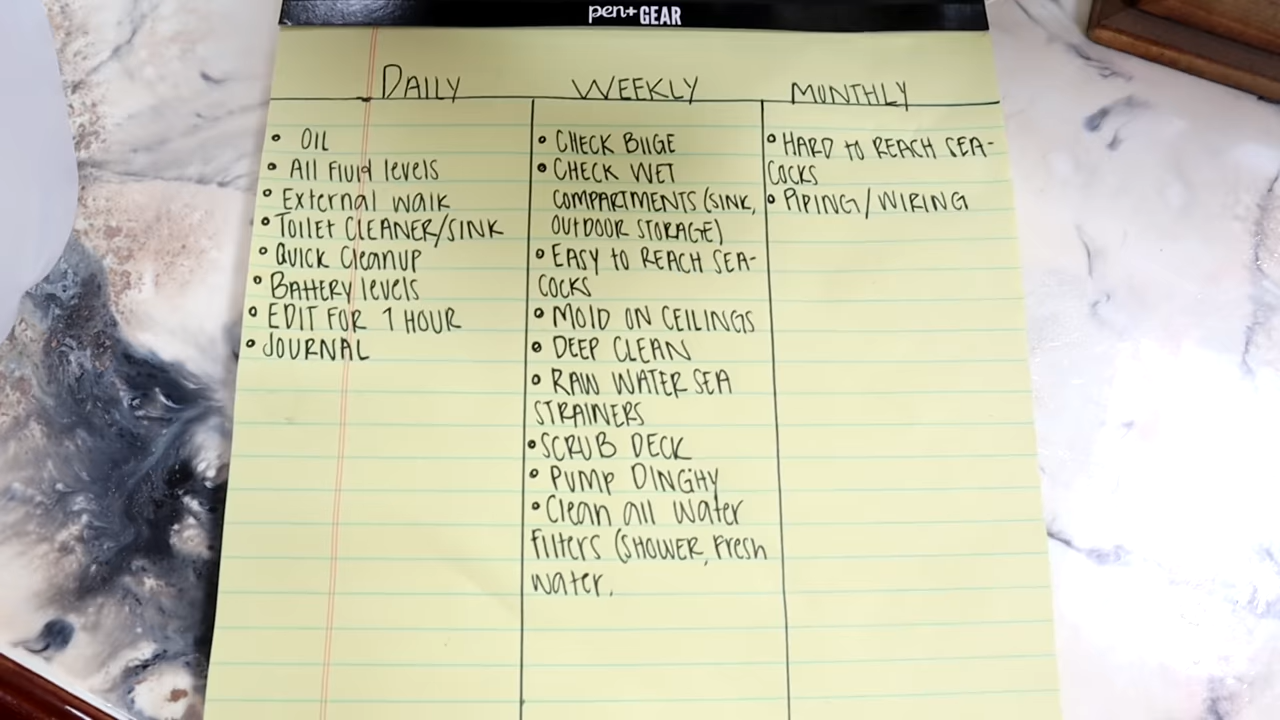 pen+ GEAR
DAILY
• OIL
• All Fluid levels
• External walk
• Toilet CLEANER/SINK
• Quick Cleanup
• Battery levels
• EDIT FOR 1 HOUR
• JOURNAL
WEEKLY
• CHECK BILGE
• CHECK WET
COMPARTMENTS (SINK,
OUTDOOR STORAGE)
• EASY to REACH SEA-
COCKS
• MOLD ON CEILINGS
• DEEP CLEAN
• RAW WATER SEA
STRAINERS
• SCRUB DECK
• PUMP DINGHY
• Clean all water
filters (SHOWER, Fresh
water.
MONTHLY
• HARD to REACH SEA-
COCKS
• PIPING/WIRING